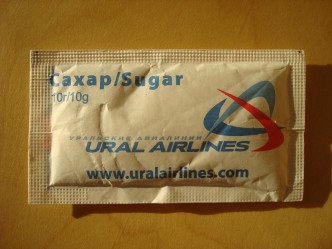 Сахар/Sugar
10г/10g
УРАЛЬСКИЕ АВИАЛИНИИ
URAL AIRLINES
www.uralairlines.com